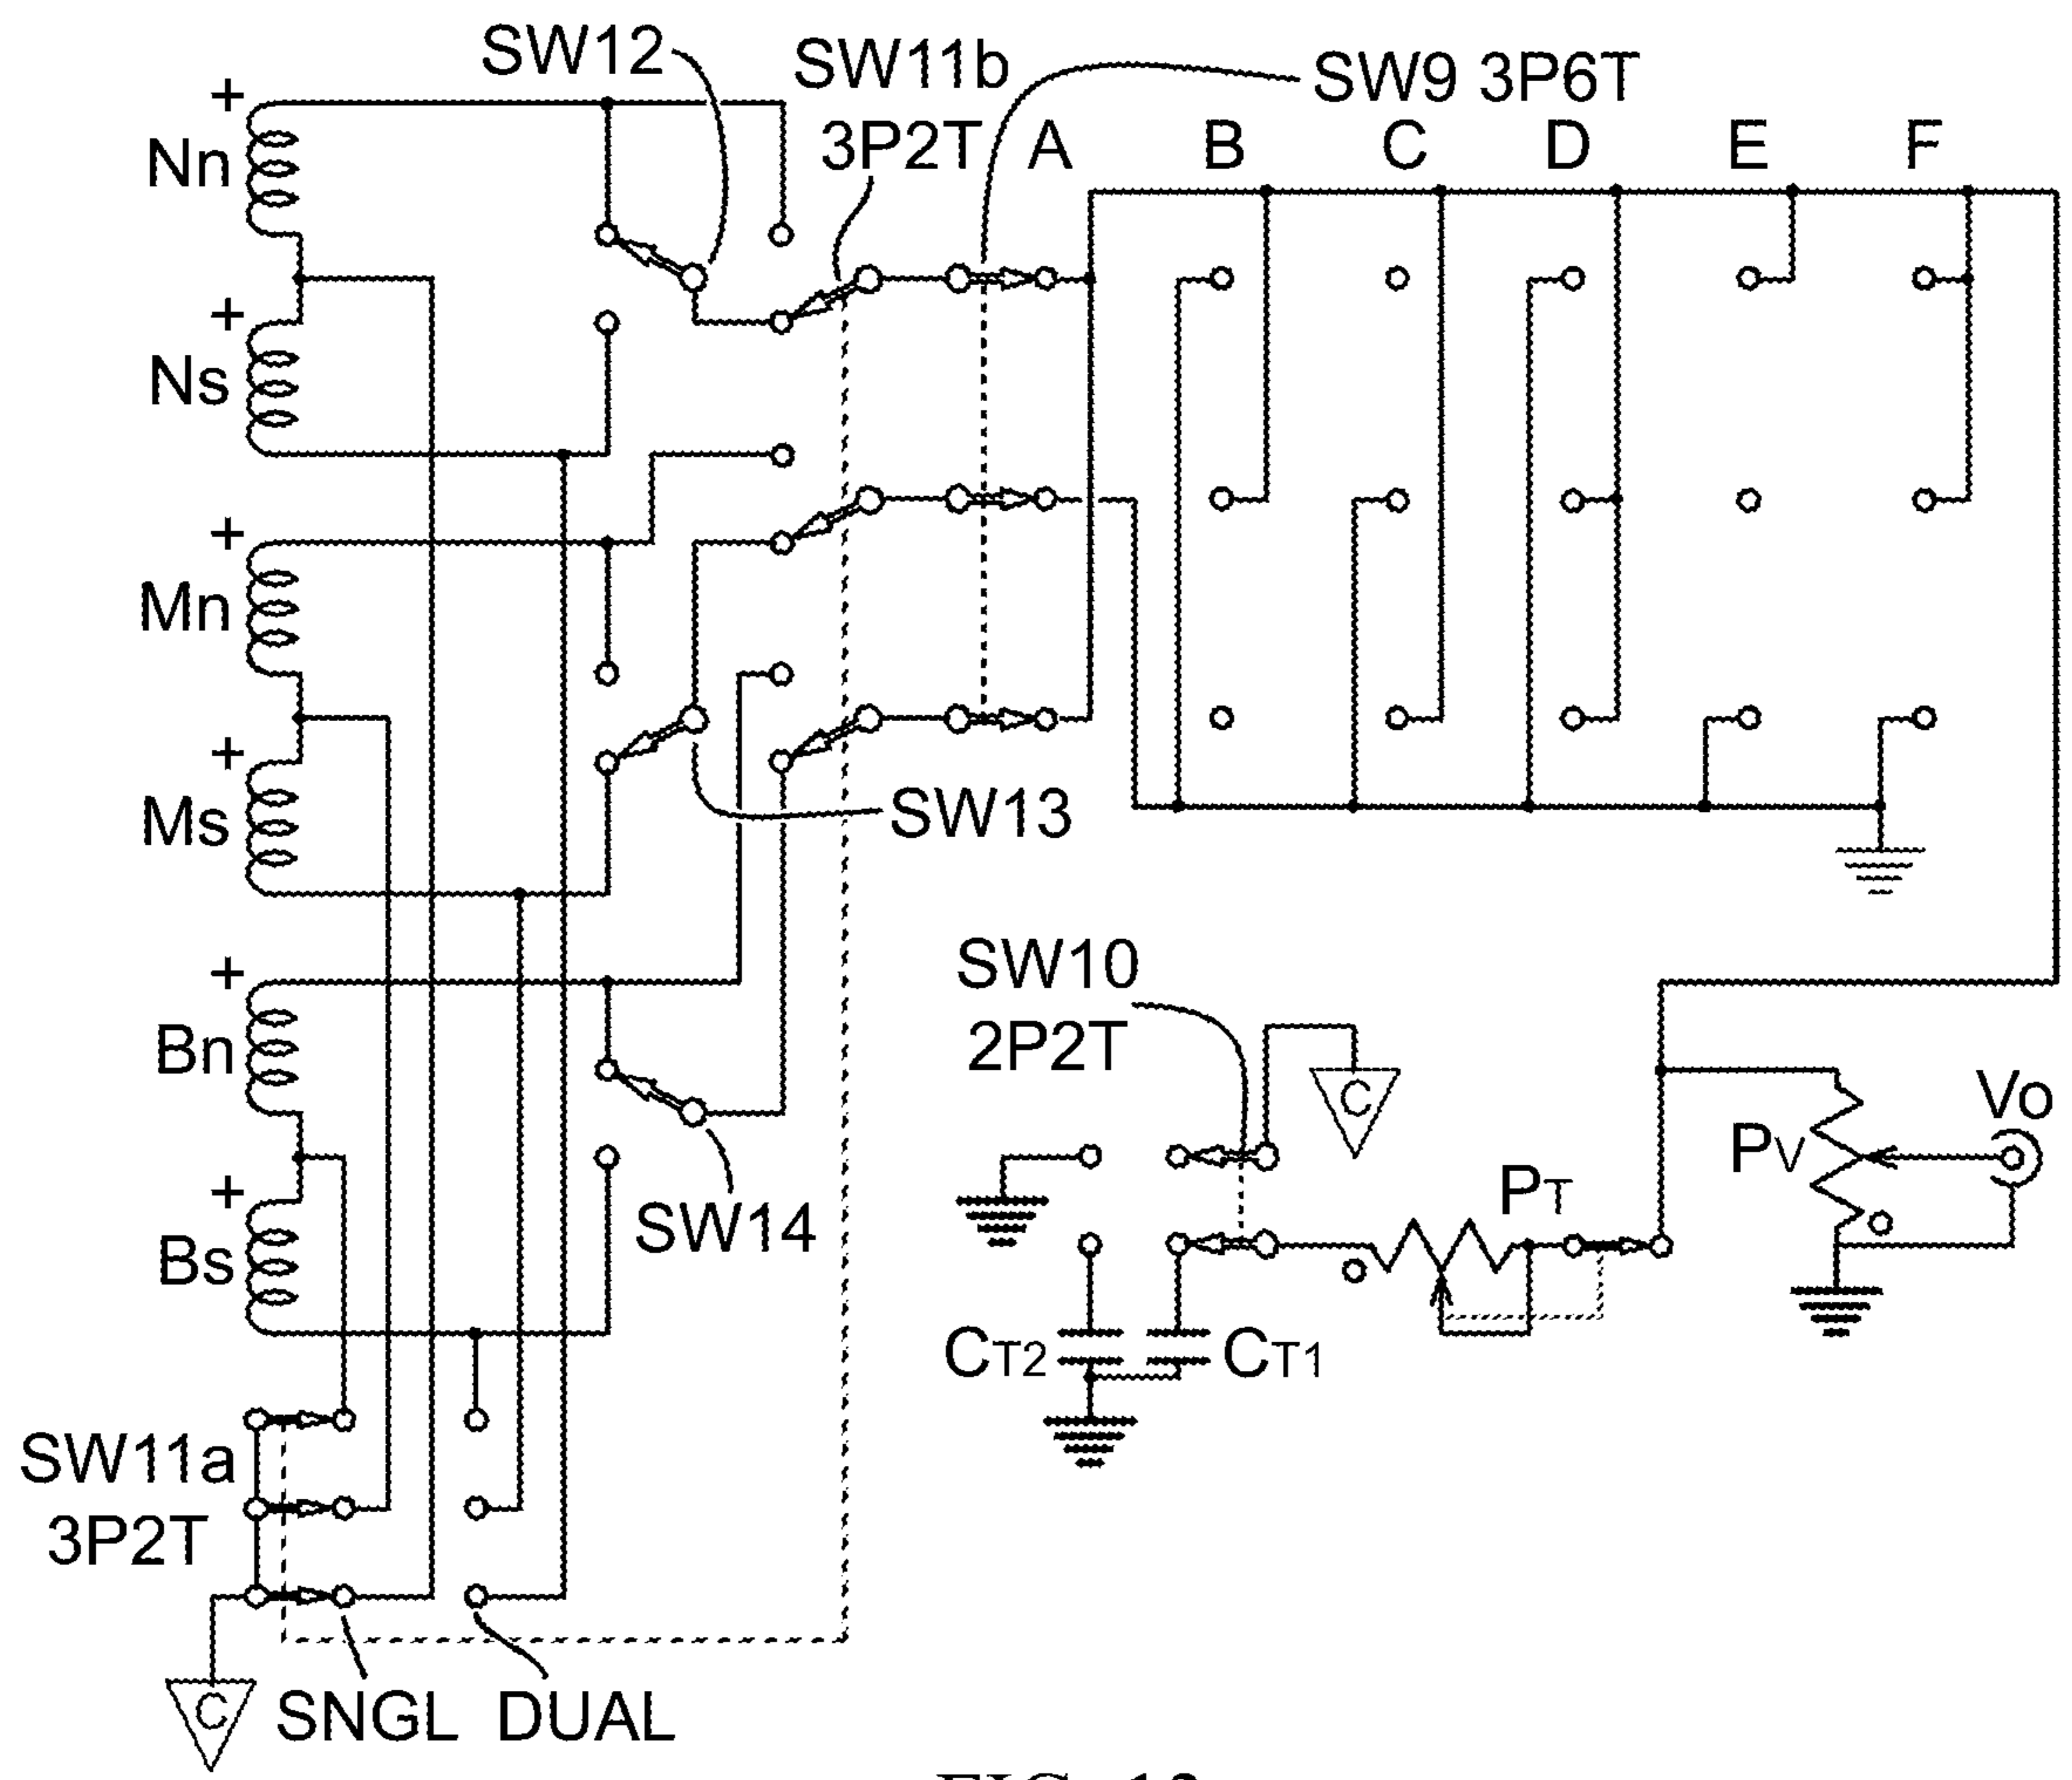 SW12
SW11b
3P2T
SW9 3P6T
A B C D E F
+
Nn
+
Ns
+
Mn
+
Ms
SW13
+
Bn
+
Bs
SW14
SW10
2P2T
C
PT
PV
Vo
CT2
CT1
SW11a
3P2T
C
SNGL DUAL